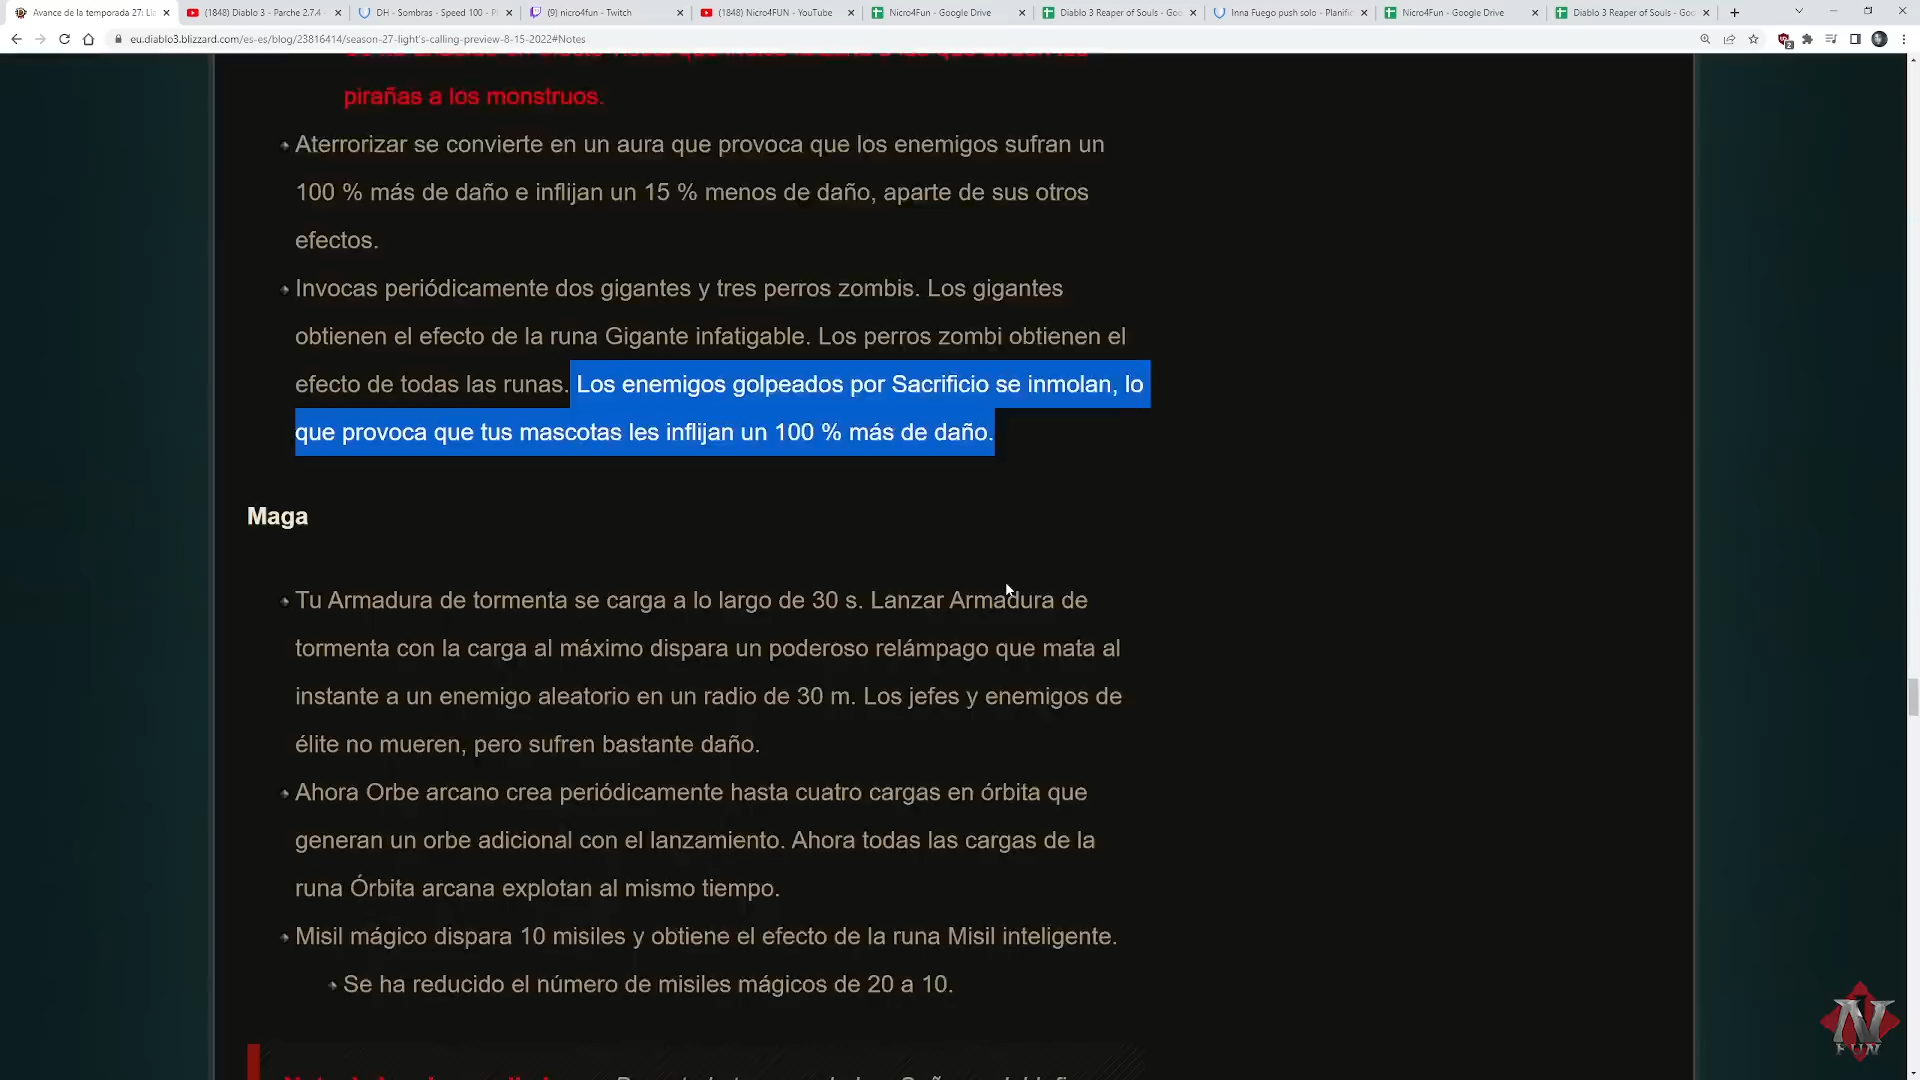 Avance de la temporada 27: Lla
(1848) Diablo 3 - Parche 2.7.4 -
DH - Sombras - Speed 100 - Pl
(9) nicro4fun - Twitch
(1848) Nicro4FUN - YouTube
Nicro4Fun - Google Drive
Diablo 3 Reaper of Souls - Goo
Inna Fuego push solo - Planific
Nicro4Fun - Google Drive
Diablo 3 Reaper of Souls - Goo
eu.diablo3.blizzard.com/es-es/blog/23816414/season-27-light's-calling-preview-8-15-2022#Notes
pirañas a los monstruos.
Aterrorizar se convierte en un aura que provoca que los enemigos sufran un
100 % más de daño e inflijan un 15 % menos de daño, aparte de sus otros
efectos.
Invocas periódicamente dos gigantes y tres perros zombis. Los gigantes
obtienen el efecto de la runa Gigante infatigable. Los perros zombi obtienen el
efecto de todas las runas. Los enemigos golpeados por Sacrificio se inmolan, lo
que provoca que tus mascotas les inflijan un 100 % más de daño.
Maga
Tu Armadura de tormenta se carga a lo largo de 30 s. Lanzar Armadura de
tormenta con la carga al máximo dispara un poderoso relámpago que mata al
instante a un enemigo aleatorio en un radio de 30 m. Los jefes y enemigos de
élite no mueren, pero sufren bastante daño.
Ahora Orbe arcano crea periódicamente hasta cuatro cargas en órbita que
generan un orbe adicional con el lanzamiento. Ahora todas las cargas de la
runa Órbita arcana explotan al mismo tiempo.
Misil mágico dispara 10 misiles y obtiene el efecto de la runa Misil inteligente.
Se ha reducido el número de misiles mágicos de 20 a 10.
N
FUN